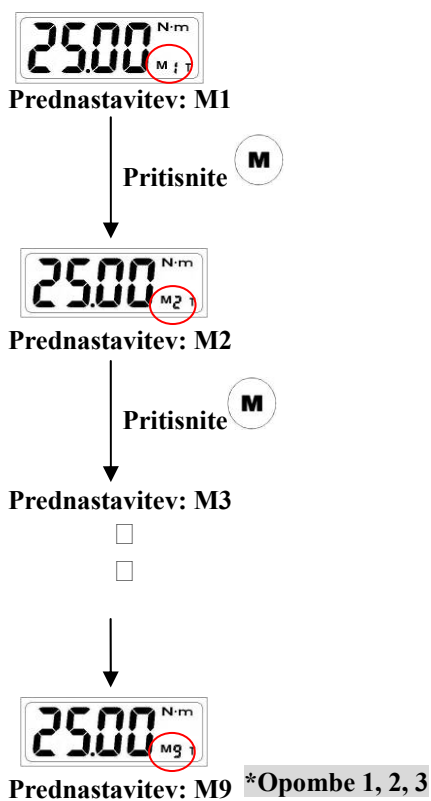 25.00 N·m
M1 T
Prednastavitev: M1
Pritisnite M
25.00 N·m
M2 T
Prednastavitev: M2
Pritisnite M
Prednastavitev: M3
25.00 N·m
M9 T
Prednastavitev: M9 *Opombe 1, 2, 3